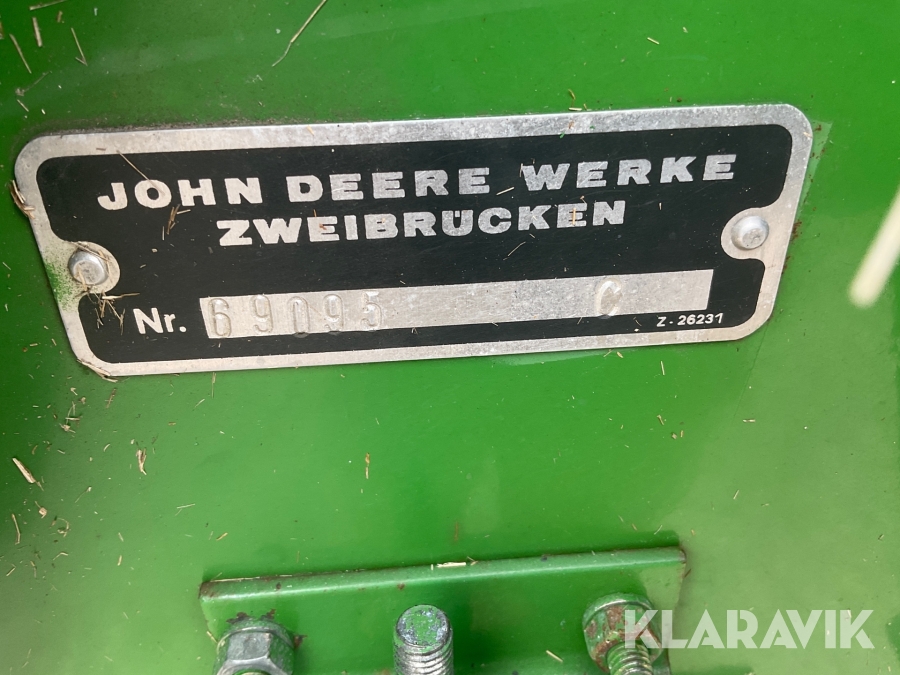 JOHN DEERE WERKE
ZWEIBRÜCKEN
Nr. 69095 C
Z-26231
KLARAVIK